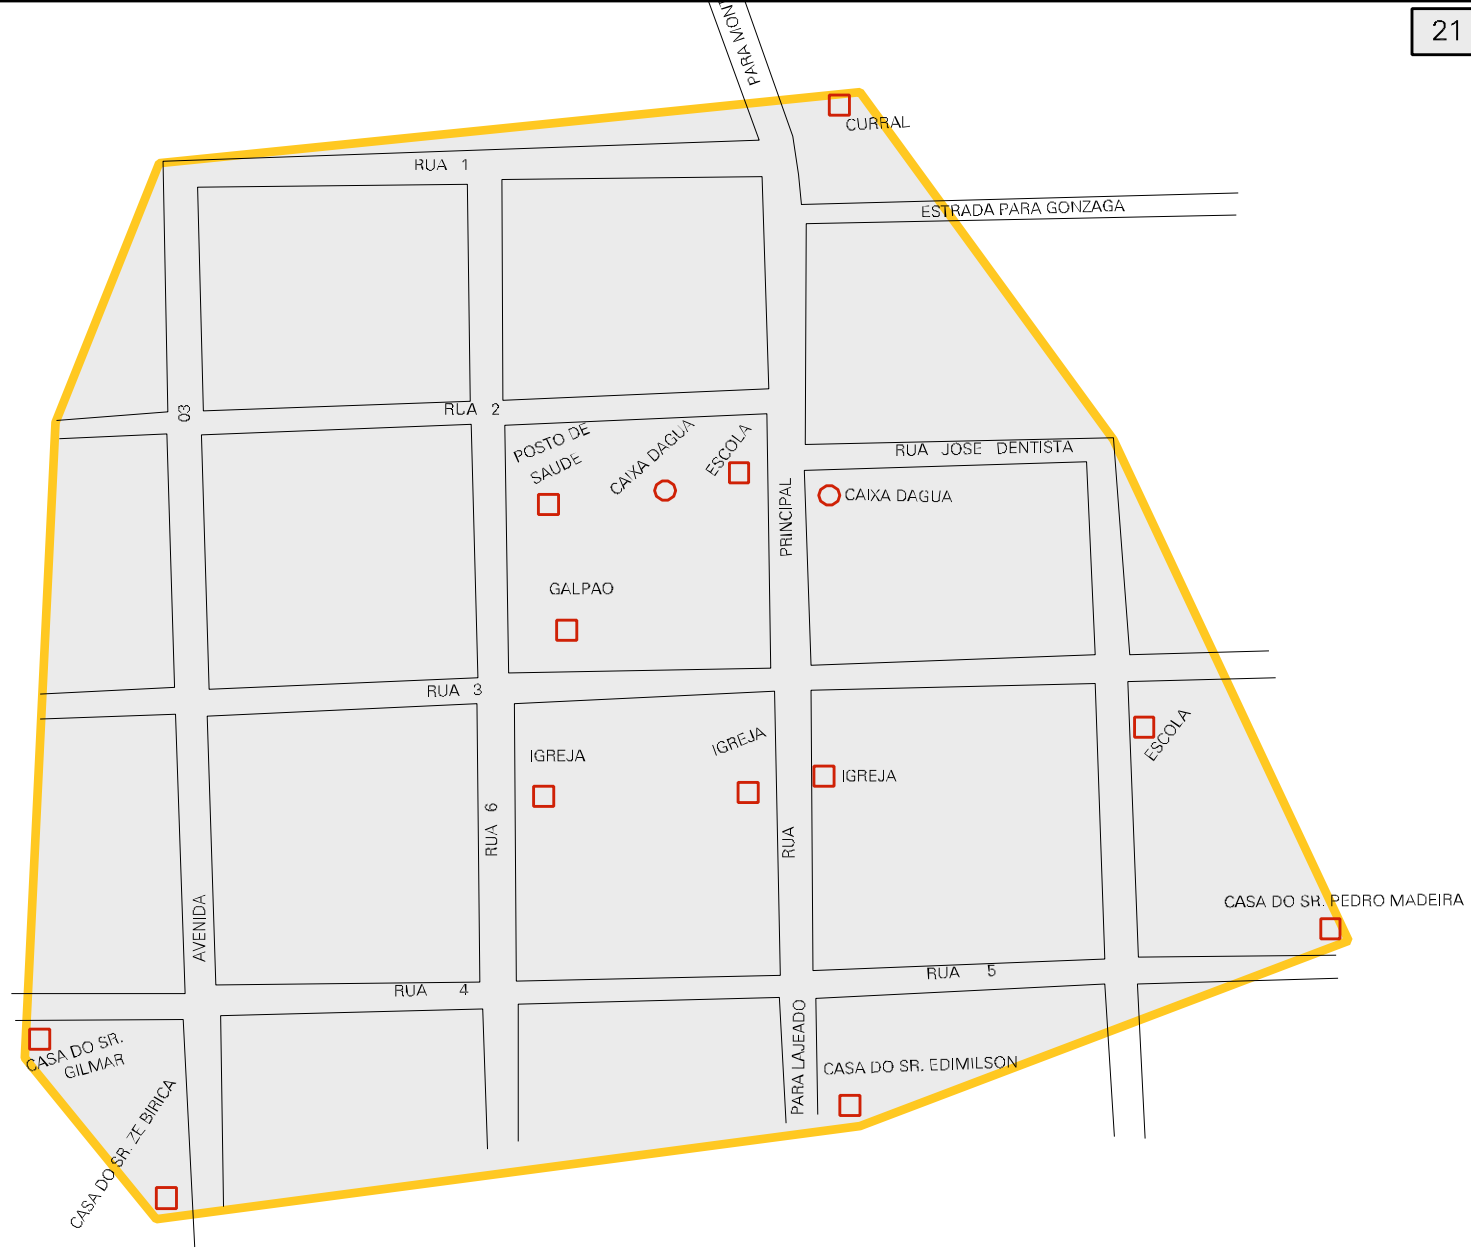 21
PARA MONT
CURRAL
RUA 1
ESTRADA PARA GONZAGA
03
RUA 2
POSTO DE
SAUDE
CAIXA DAGUA
ESCOLA
RUA JOSE DENTISTA
PRINCIPAL
CAIXA DAGUA
GALPAO
RUA 3
IGREJA
IGREJA
IGREJA
ESCOLA
RUA 6
RUA
AVENIDA
CASA DO SR. PEDRO MADEIRA
RUA 5
RUA 4
PARA LAJEADO
CASA DO SR.
GILMAR
CASA DO SR. EDIMILSON
CASA DO SR. ZE BIRICA